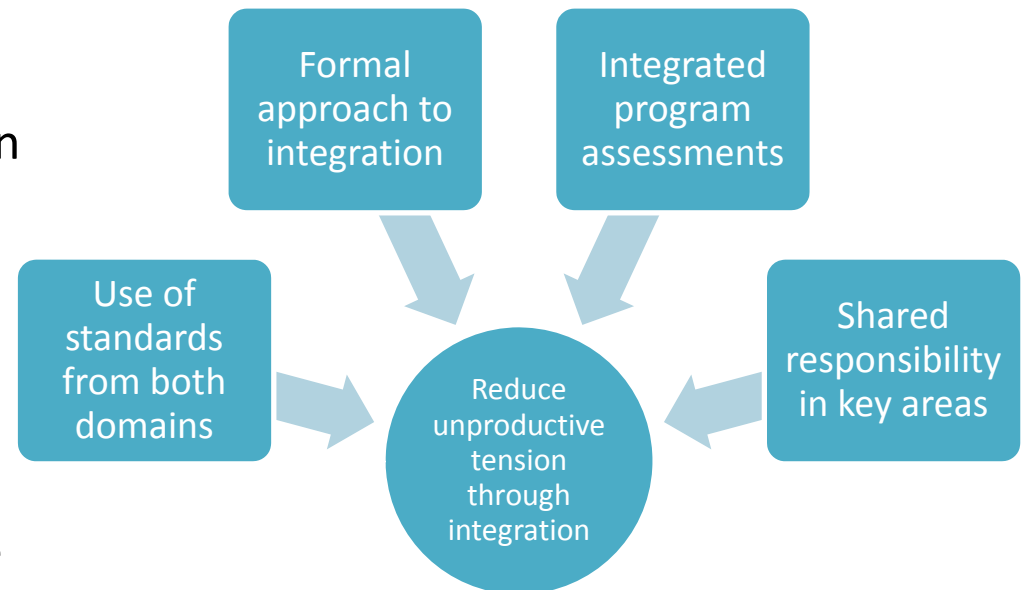 Formal
approach to
integration
Integrated
program
assessments
n
Use of
standards
from both
domains
Shared
responsibility
in key areas
Reduce
unproductive
tension
through
integration